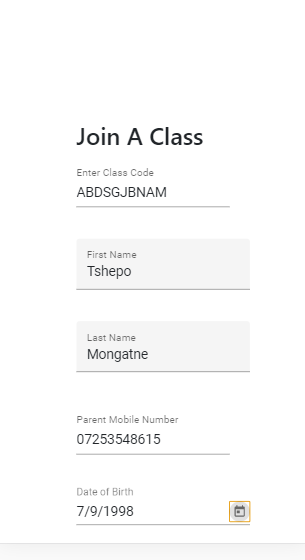 Join A Class
Enter Class Code
ABDSGJBNAM
First Name
Tshepo
Last Name
Mongatne
Parent Mobile Number
07253548615
Date of Birth
7/9/1998